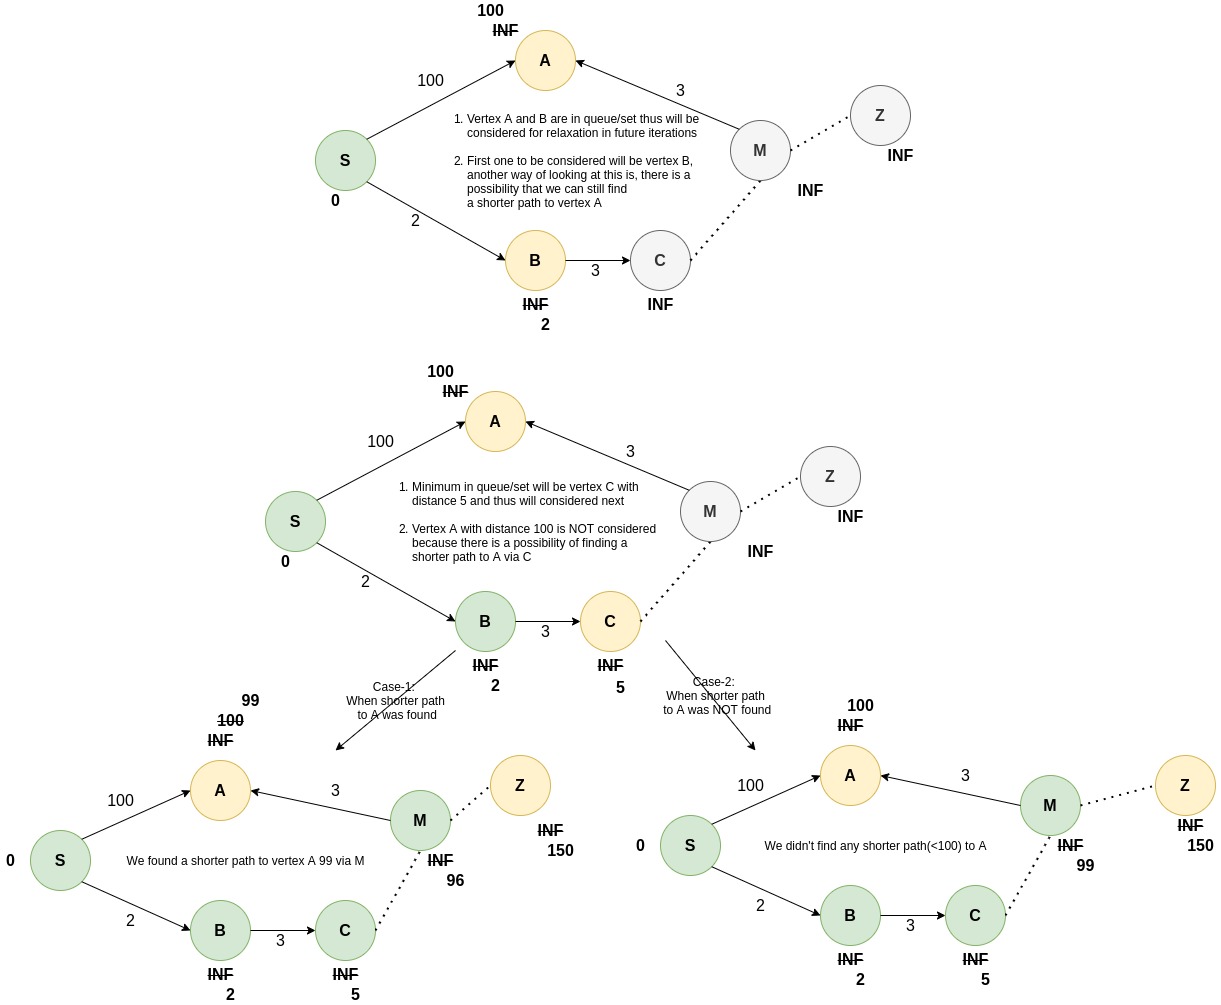 100
INF
A
100
3
Z
1. Vertex A and B are in queue/set thus will be
considered for relaxation in future iterations
M
INF
S
2. First one to be considered will be vertex B,
another way of looking at this is, there is a
possibility that we can still find
a shorter path to vertex A
INF
0
2
B
C
3
INF
INF
2
100
INF
A
100
3
Z
1. Minimum in queue/set will be vertex C with
distance 5 and thus will considered next
M
INF
S
2. Vertex A with distance 100 is NOT considered
because there is a possibility of finding a
shorter path to A via C
INF
0
2
B
C
3
INF
INF
2
5
Case-1:
When shorter path
to A was found
Case-2:
When shorter path
to A was NOT found
99
100
INF
A
3
Z
100
M
INF
150
0
S
We found a shorter path to vertex A 99 via M
INF
96
2
B
C
3
INF
INF
2
5
100
INF
A
3
Z
100
M
INF
150
0
S
We didn't find any shorter path(<100) to A
INF
99
2
B
C
3
INF
INF
2
5